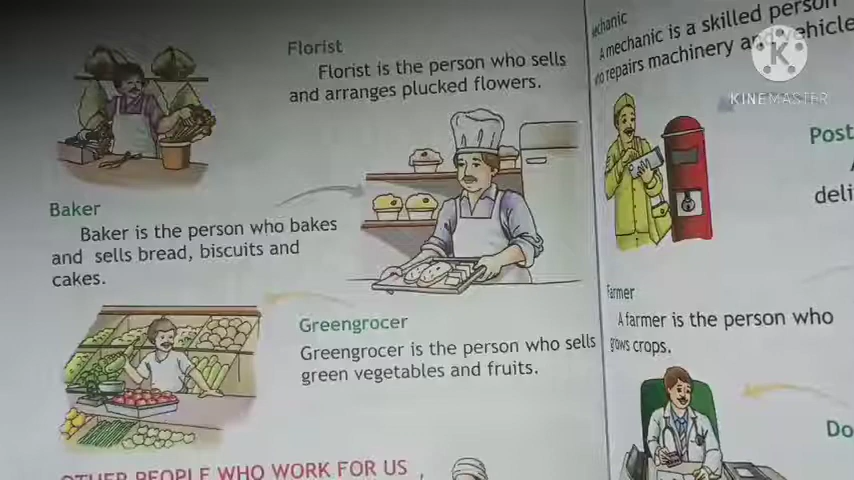 Florist
Florist is the person who sells
and arranges plucked flowers.
Baker
Baker is the person who bakes
and sells bread, biscuits and
cakes.
Greengrocer
Greengrocer is the person who sells
green vegetables and fruits.
OTHER PEOPLE WHO WORK FOR US
A mechanic is a skilled person
repairs machinery and vehicle
KINEMASTER
Post
deli
Farmer
A farmer is the person who
grows crops.
Do